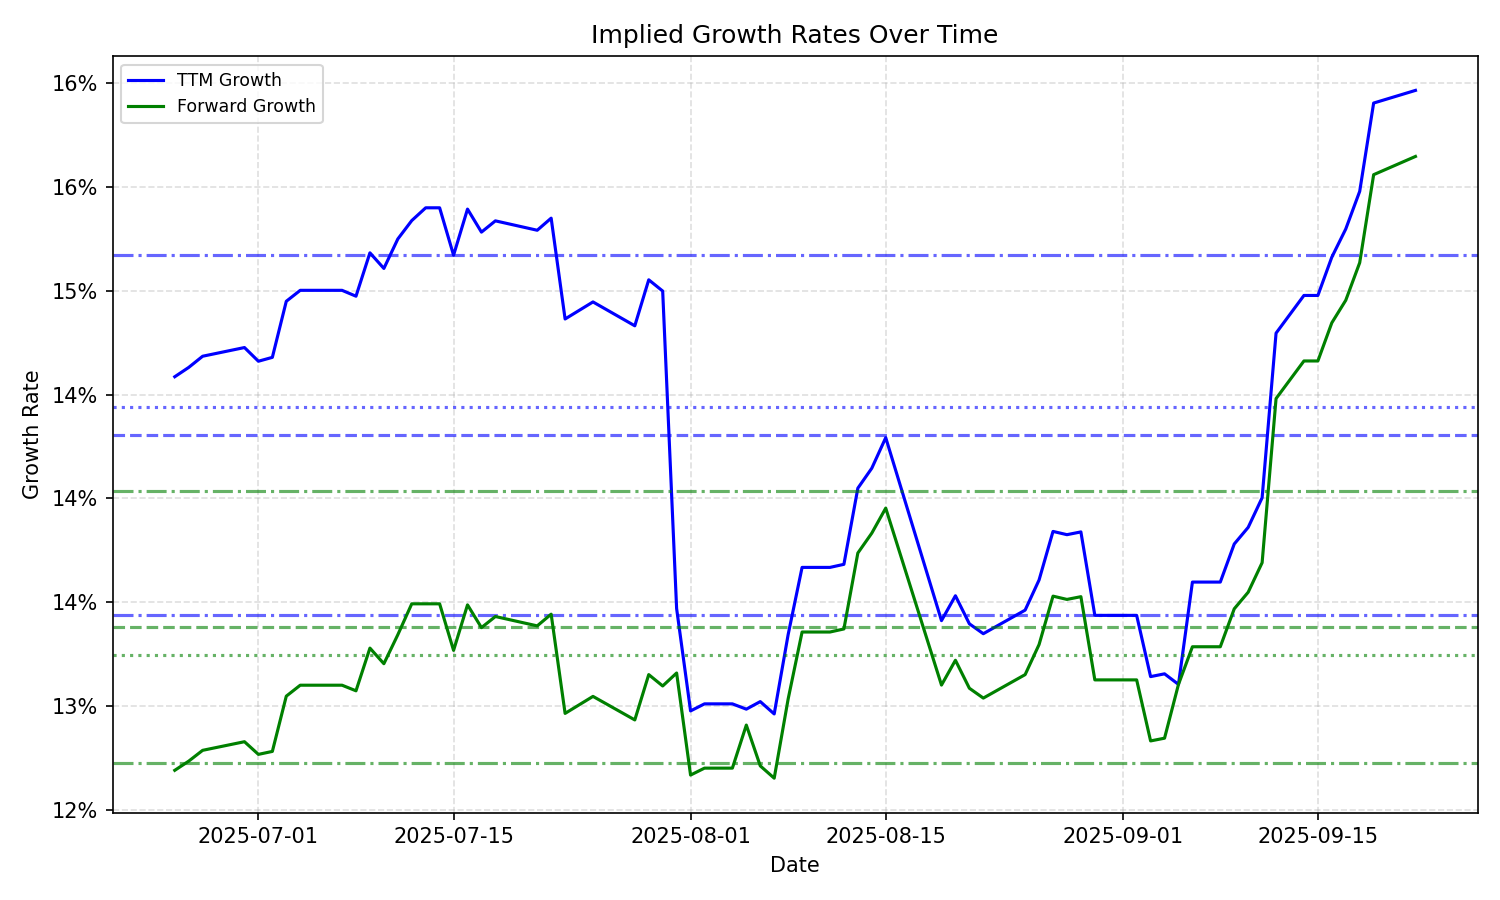 Implied Growth Rates Over Time
TTM Growth
Forward Growth
16%
16%
15%
14%
14%
14%
13%
12%
Growth Rate
2025-07-01
2025-07-15
2025-08-01
2025-08-15
2025-09-01
2025-09-15
Date